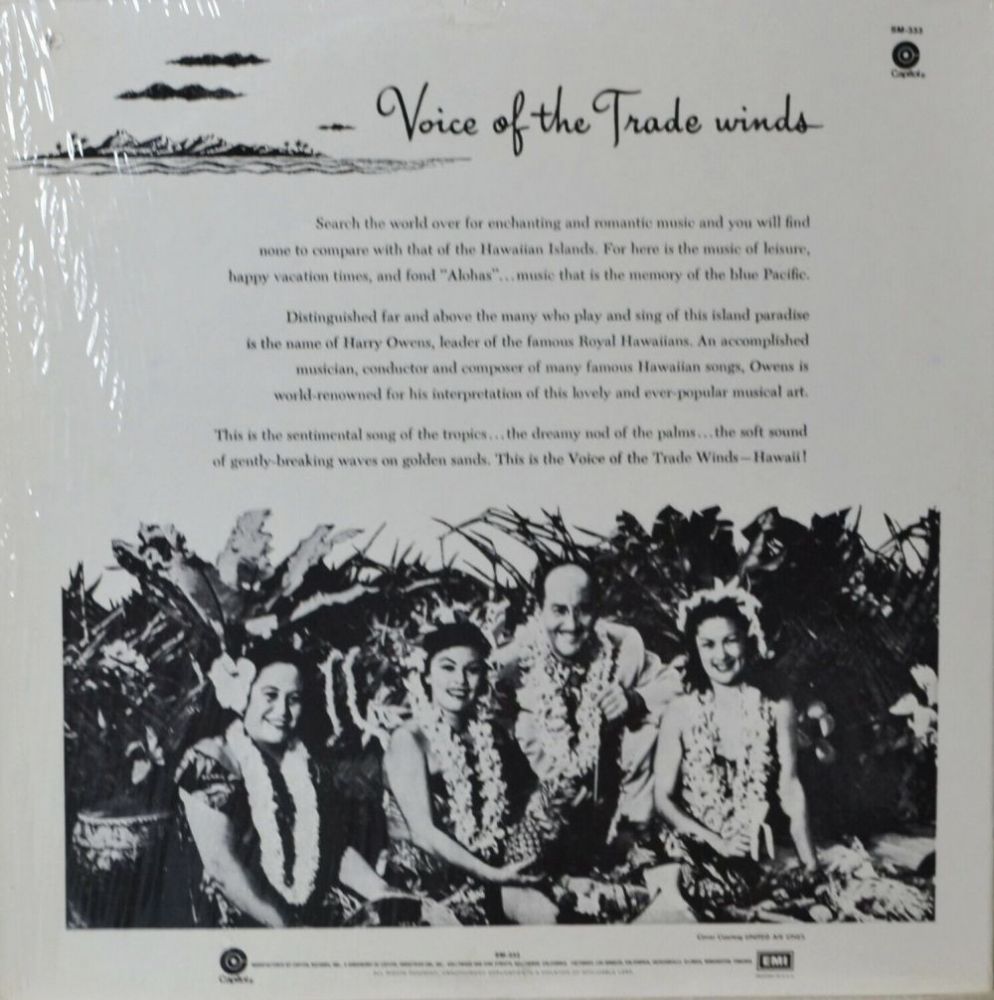 SM-333
Capitol®
Voice of the Trade winds
Search the world over for enchanting and romantic music and you will find
none to compare with that of the Hawaiian Islands. For here is the music of leisure,
happy vacation times, and fond "Alohas"...music that is the memory of the blue Pacific.
Distinguished far and above the many who play and sing of this island paradise
is the name of Harry Owens, leader of the famous Royal Hawaiians. An accomplished
musician, conductor and composer of many famous Hawaiian songs, Owens is
world-renowned for his interpretation of this lovely and ever-popular musical art.
This is the sentimental song of the tropics...the dreamy nod of the palms...the soft sound
of gently-breaking waves on golden sands. This is the Voice of the Trade Winds—Hawaii!
UNITED AIR LINES
SM-333
Capitol®
EMI